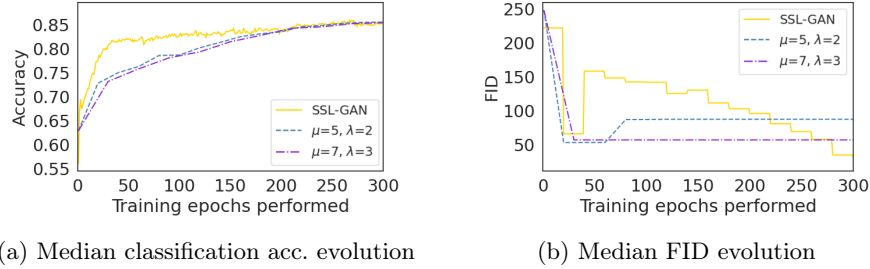 0.85
0.80
0.75
0.70
0.65
0.60
0.55
Accuracy
0 50 100 150 200 250 300
Training epochs performed
SSL-GAN
μ=5, λ=2
μ=7, λ=3
(a) Median classification acc. evolution
250
200
150
100
50
FID
0 50 100 150 200 250 300
Training epochs performed
SSL-GAN
μ=5, λ=2
μ=7, λ=3
(b) Median FID evolution